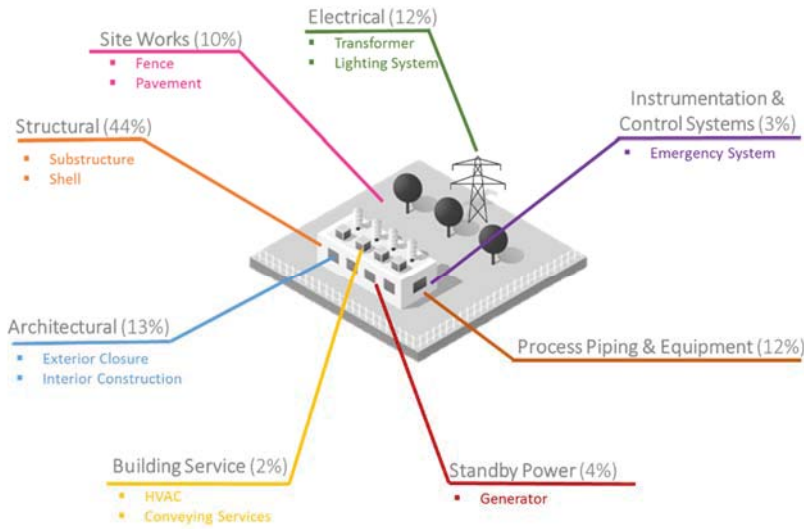 Electrical (12%)
Transformer
Lighting System
Site Works (10%)
Fence
Pavement
Instrumentation &
Control Systems (3%)
Emergency System
Structural (44%)
Substructure
Shell
Architectural (13%)
Exterior Closure
Interior Construction
Process Piping & Equipment (12%)
Building Service (2%)
HVAC
Conveying Services
Standby Power (4%)
Generator